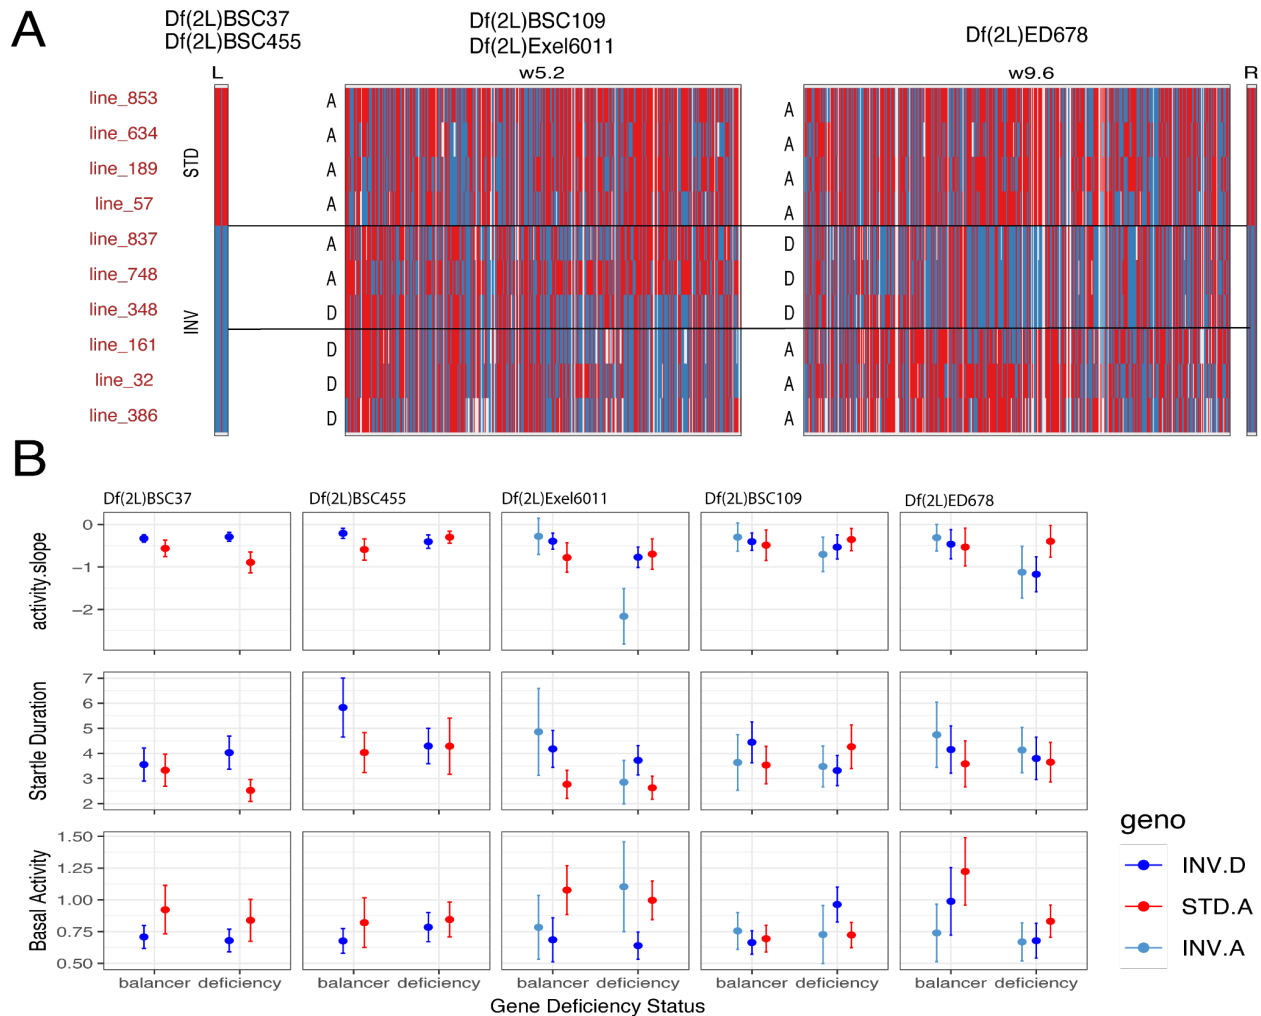 A
Df(2L)BSC37
Df(2L)BSC455
Df(2L)BSC109
Df(2L)Exel6011
Df(2L)ED678
L
w5.2
w9.6
R
line_853
A
A
line_634
A
A
STD
line_189
A
A
line_57
A
A
line_837
A
D
line_748
A
D
INV
line_348
D
D
line_161
D
A
line_32
D
A
line_386
D
A
B
Df(2L)BSC37
Df(2L)BSC455
Df(2L)Exel6011
Df(2L)BSC109
Df(2L)ED678
activity.slope
0
−1
−2
Startle Duration
7
6
5
4
3
2
Basal Activity
1.50
1.25
1.00
0.75
0.50
balancer deficiency
balancer deficiency
balancer deficiency
balancer deficiency
balancer deficiency
Gene Deficiency Status
geno
INV.D
STD.A
INV.A